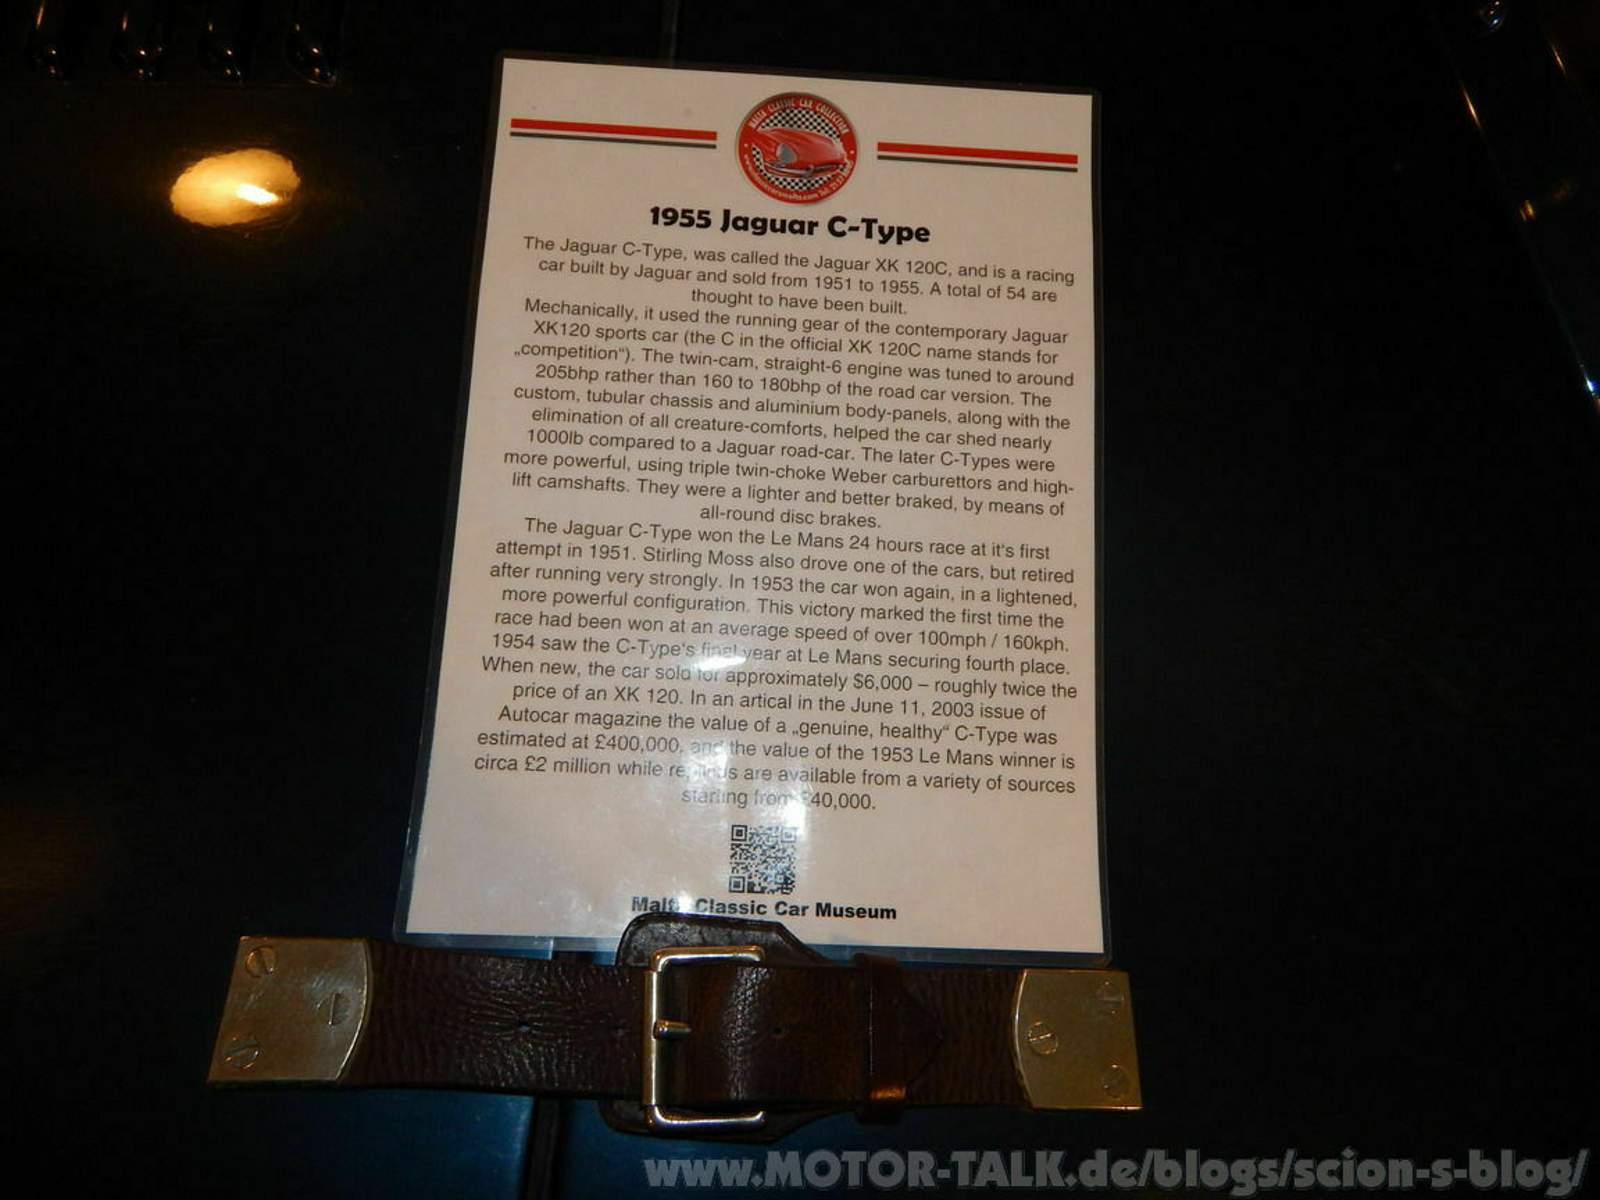 MALTA CLASSIC CAR COLLECTION
1955 Jaguar C-Type
The Jaguar C-Type, was called the Jaguar XK 120C, and is a racing
car built by Jaguar and sold from 1951 to 1955. A total of 54 are
thought to have been built.
Mechanically, it used the running gear of the contemporary Jaguar
XK120 sports car (the C in the official XK 120C name stands for
„competition“). The twin-cam, straight-6 engine was tuned to around
205bhp rather than 160 to 180bhp of the road car version. The
custom, tubular chassis and aluminium body-panels, along with the
elimination of all creature-comforts, helped the car shed nearly
1000lb compared to a Jaguar road-car. The later C-Types were
more powerful, using triple twin-choke Weber carburettors and high-
lift camshafts. They were a lighter and better braked, by means of
all-round disc brakes.
The Jaguar C-Type won the Le Mans 24 hours race at it's first
attempt in 1951. Stirling Moss also drove one of the cars, but retired
after running very strongly. In 1953 the car won again, in a lightened,
more powerful configuration. This victory marked the first time the
race had been won at an average speed of over 100mph / 160kph.
1954 saw the C-Type's final year at Le Mans securing fourth place.
When new, the car sold for approximately $6,000 – roughly twice the
price of an XK 120. In an artical in the June 11, 2003 issue of
Autocar magazine the value of a „genuine, healthy“ C-Type was
estimated at £400,000, and the value of the 1953 Le Mans winner is
circa £2 million while are available from a variety of sources
starting from £40,000.
Malta Classic Car Museum
www.MOTOR-TALK.de/blogs/scion-s-blog/